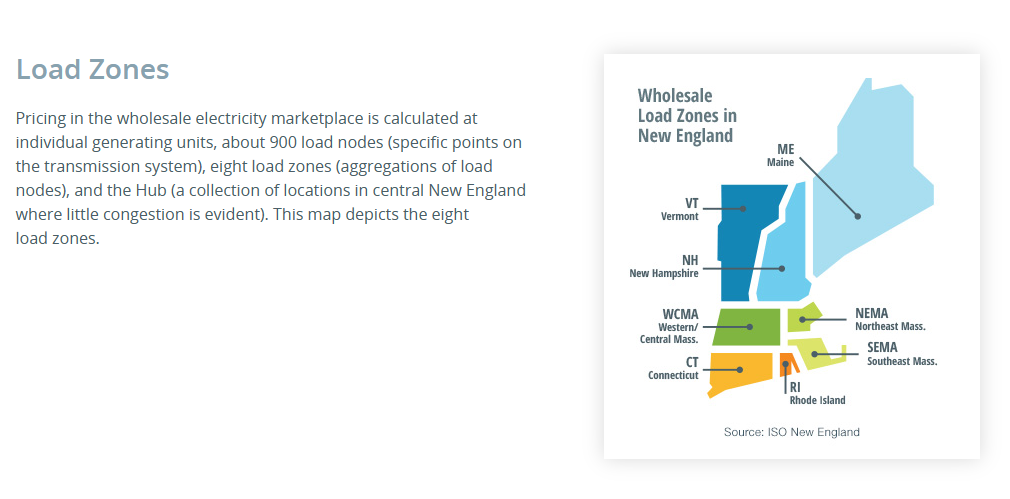 Load Zones
Pricing in the wholesale electricity marketplace is calculated at
individual generating units, about 900 load nodes (specific points on
the transmission system), eight load zones (aggregations of load
nodes), and the Hub (a collection of locations in central New England
where little congestion is evident). This map depicts the eight
load zones.
Wholesale
Load Zones in
New England
ME
Maine
VT
Vermont
NH
New Hampshire
WCMA
Western/
Central Mass.
NEMA
Northeast Mass.
SEMA
Southeast Mass.
CT
Connecticut
RI
Rhode Island
Source: ISO New England